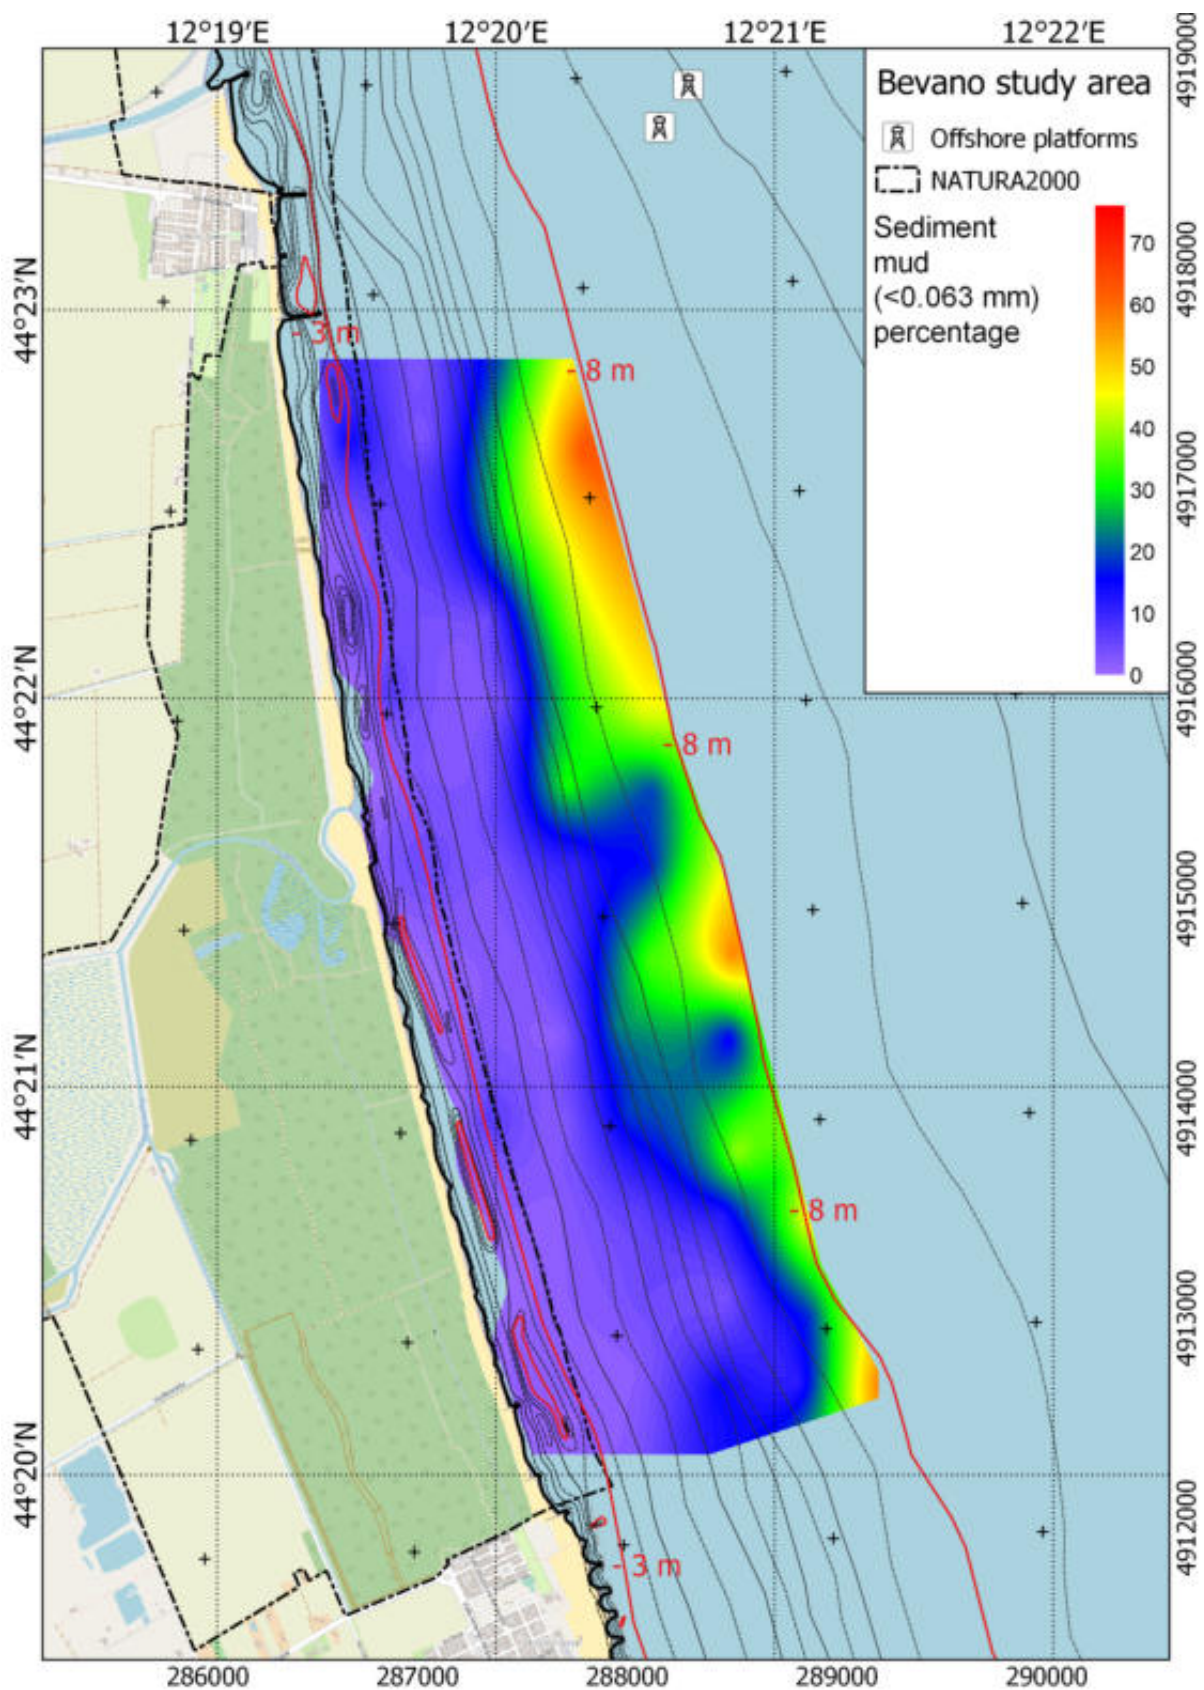 12°19′E 12°20′E 12°21′E 12°22′E
4919000
Bevano study area
Offshore platforms
NATURA2000
Sediment
mud
(<0.063 mm)
percentage
70
60
50
40
30
20
10
0
44°23′N
4918000
- 3 m
- 8 m
4917000
44°22′N
4916000
- 8 m
4915000
44°21′N
4914000
- 8 m
4913000
44°20′N
4912000
- 3 m
286000 287000 288000 289000 290000